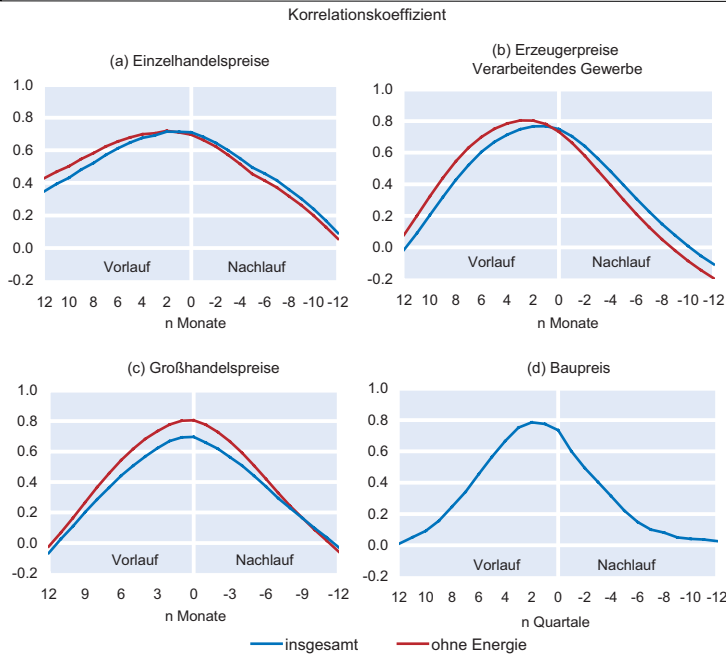 Korrelationskoeffizient
(a) Einzelhandelspreise
1.0
0.8
0.6
0.4
0.2
0.0
-0.2
Vorlauf Nachlauf
12 10 8 6 4 2 0 -2 -4 -6 -8 -10 -12
n Monate
(b) Erzeugerpreise
Verarbeitendes Gewerbe
1.0
0.8
0.6
0.4
0.2
0.0
-0.2
Vorlauf Nachlauf
12 10 8 6 4 2 0 -2 -4 -6 -8 -10 -12
n Monate
(c) Großhandelspreise
1.0
0.8
0.6
0.4
0.2
0.0
-0.2
Vorlauf Nachlauf
12 9 6 3 0 -3 -6 -9 -12
n Monate
(d) Baupreis
1.0
0.8
0.6
0.4
0.2
0.0
-0.2
Vorlauf Nachlauf
12 10 8 6 4 2 0 -2 -4 -6 -8 -10 -12
n Quartale
insgesamt ohne Energie